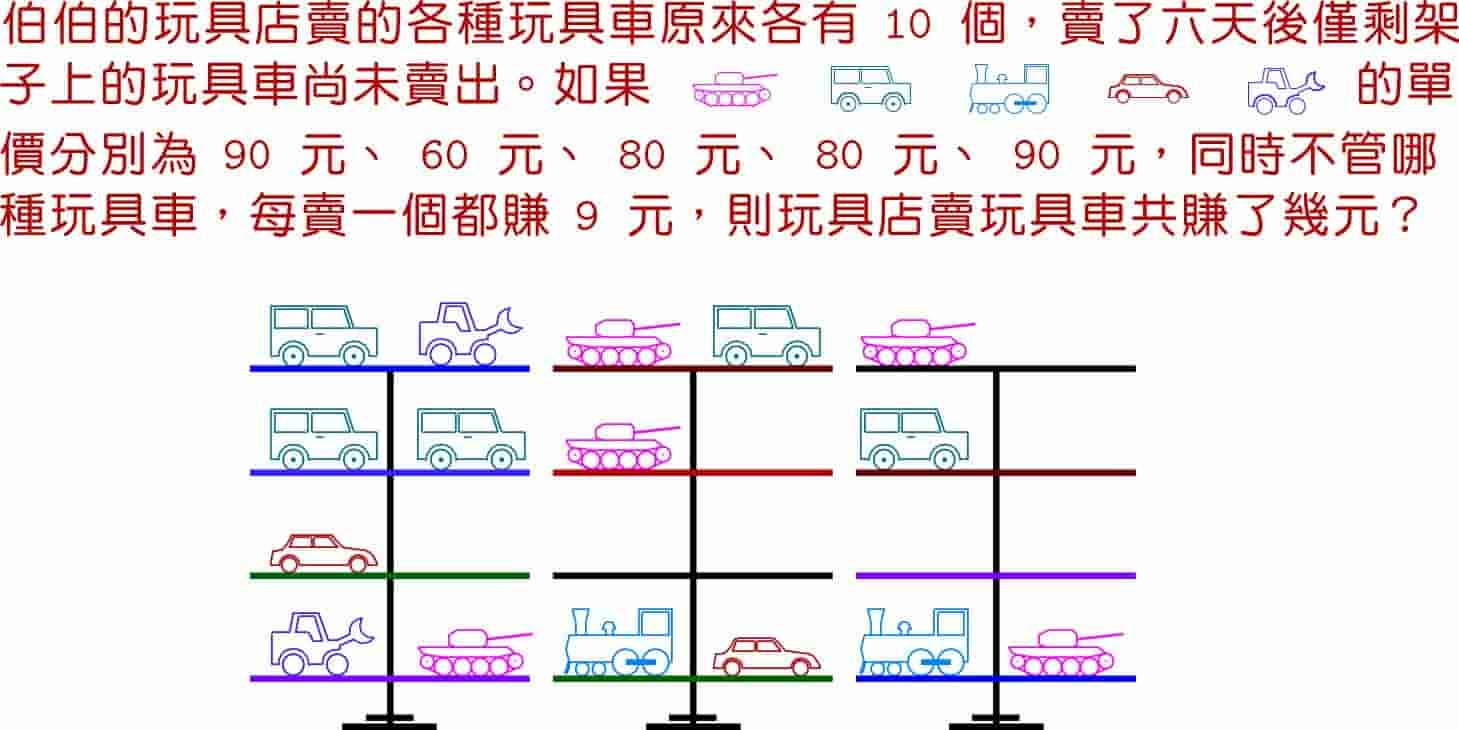 伯伯的玩具店賣的各種玩具車原來各有 10 個，賣了六天後僅剩架
子上的玩具車尚未賣出。如果 的單
價分別為 90 元、 60 元、 80 元、 80 元、 90 元，同時不管哪
種玩具車，每賣一個都賺 9 元，則玩具店賣玩具車共賺了幾元？